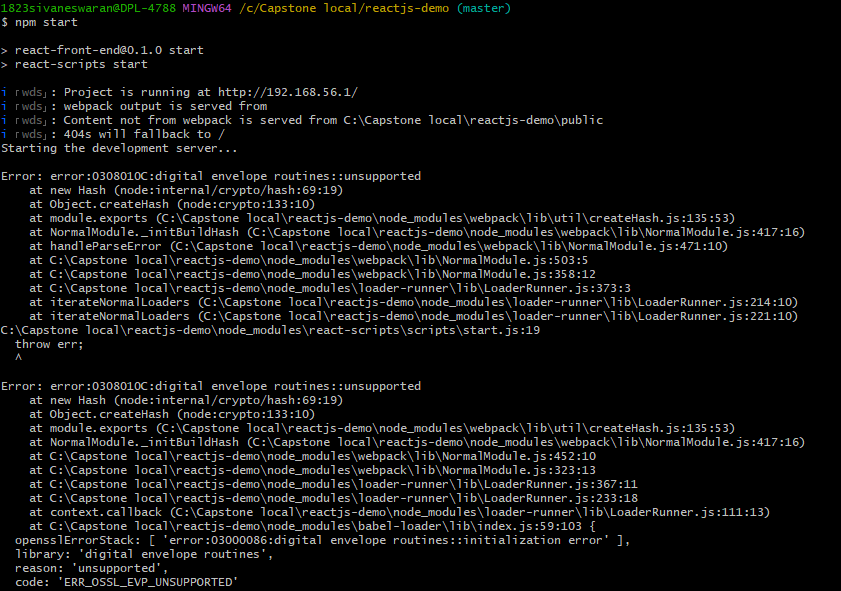 1823sivaneswaran@DPL-4788 MINGW64 /c/Capstone local/reactjs-demo (master)
$ npm start
> react-front-end@0.1.0 start
> react-scripts start
i ｢wds｣: Project is running at http://192.168.56.1/
i ｢wds｣: webpack output is served from
i ｢wds｣: Content not from webpack is served from C:\Capstone local\reactjs-demo\public
i ｢wds｣: 404s will fallback to /
Starting the development server...
Error: error:0308010C:digital envelope routines::unsupported
    at new Hash (node:internal/crypto/hash:69:19)
    at Object.createHash (node:crypto:133:10)
    at module.exports (C:\Capstone local\reactjs-demo\node_modules\webpack\lib\util\createHash.js:135:53)
    at NormalModule._initBuildHash (C:\Capstone local\reactjs-demo\node_modules\webpack\lib\NormalModule.js:417:16)
    at handleParseError (C:\Capstone local\reactjs-demo\node_modules\webpack\lib\NormalModule.js:471:10)
    at C:\Capstone local\reactjs-demo\node_modules\webpack\lib\NormalModule.js:503:5
    at C:\Capstone local\reactjs-demo\node_modules\webpack\lib\NormalModule.js:358:12
    at C:\Capstone local\reactjs-demo\node_modules\loader-runner\lib\LoaderRunner.js:373:3
    at iterateNormalLoaders (C:\Capstone local\reactjs-demo\node_modules\loader-runner\lib\LoaderRunner.js:214:10)
    at iterateNormalLoaders (C:\Capstone local\reactjs-demo\node_modules\loader-runner\lib\LoaderRunner.js:221:10)
C:\Capstone local\reactjs-demo\node_modules\react-scripts\scripts\start.js:19
  throw err;
  ^
Error: error:0308010C:digital envelope routines::unsupported
    at new Hash (node:internal/crypto/hash:69:19)
    at Object.createHash (node:crypto:133:10)
    at module.exports (C:\Capstone local\reactjs-demo\node_modules\webpack\lib\util\createHash.js:135:53)
    at NormalModule._initBuildHash (C:\Capstone local\reactjs-demo\node_modules\webpack\lib\NormalModule.js:417:16)
    at C:\Capstone local\reactjs-demo\node_modules\webpack\lib\NormalModule.js:452:10
    at C:\Capstone local\reactjs-demo\node_modules\webpack\lib\NormalModule.js:323:13
    at C:\Capstone local\reactjs-demo\node_modules\loader-runner\lib\LoaderRunner.js:367:11
    at C:\Capstone local\reactjs-demo\node_modules\loader-runner\lib\LoaderRunner.js:233:18
    at context.callback (C:\Capstone local\reactjs-demo\node_modules\loader-runner\lib\LoaderRunner.js:111:13)
    at C:\Capstone local\reactjs-demo\node_modules\babel-loader\lib\index.js:59:103 {
  opensslErrorStack: [ 'error:03000086:digital envelope routines::initialization error' ],
  library: 'digital envelope routines',
  reason: 'unsupported',
  code: 'ERR_OSSL_EVP_UNSUPPORTED'